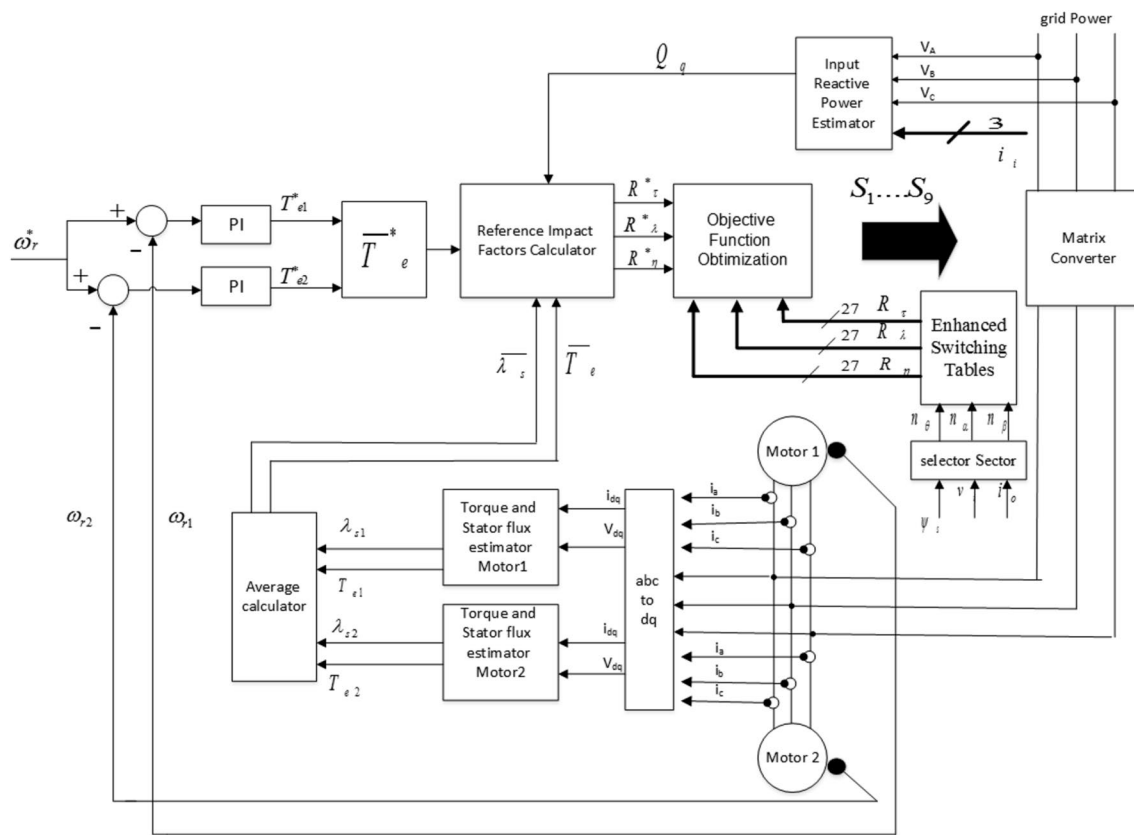 grid Power
Q_q
Input
Reactive
Power
Estimator
V_A
V_B
V_C
3
i_i
ω*_r
+
-
+
-
PI
T*_e1
PI
T*_e2
T̅*_e
Reference Impact
Factors Calculator
R*_τ
R*_λ
R*_η
Objective
Function
Obtimization
S_1....S_9
Matrix
Converter
27 R_τ
27 R_λ
27 R_η
Enhanced
Switching
Tables
n_θ n_α n_β
selector Sector
ψ_s v_i i_o
λ̅_s T̅_e
ω_r2 ω_r1
Average
calculator
λ_s1
T_e1
λ_s2
T_e2
Torque and
Stator flux
estimator
Motor1
Torque and
Stator flux
estimator
Motor2
i_dq
V_dq
i_dq
V_dq
abc
to
dq
i_a
i_b
i_c
i_a
i_b
i_c
Motor 1
Motor 2